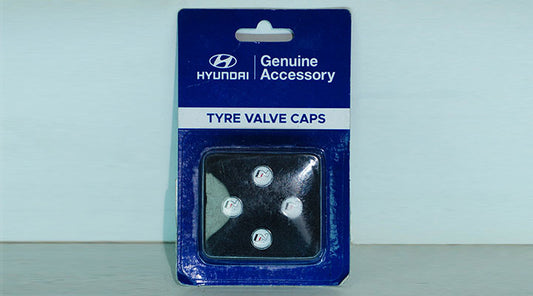 HYUNDAI
Genuine
Accessory
TYRE VALVE CAPS